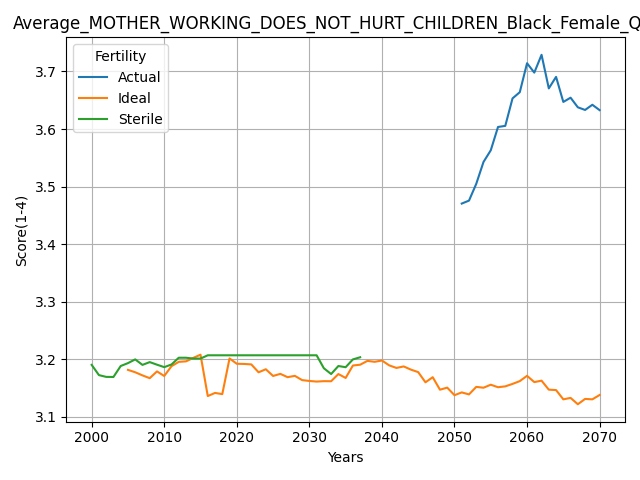 Average_MOTHER_WORKING_DOES_NOT_HURT_CHILDREN_Black_Female_Q
Fertility
Actual
Ideal
Sterile
Score(1-4)
3.7
3.6
3.5
3.4
3.3
3.2
3.1
2000 2010 2020 2030 2040 2050 2060 2070
Years